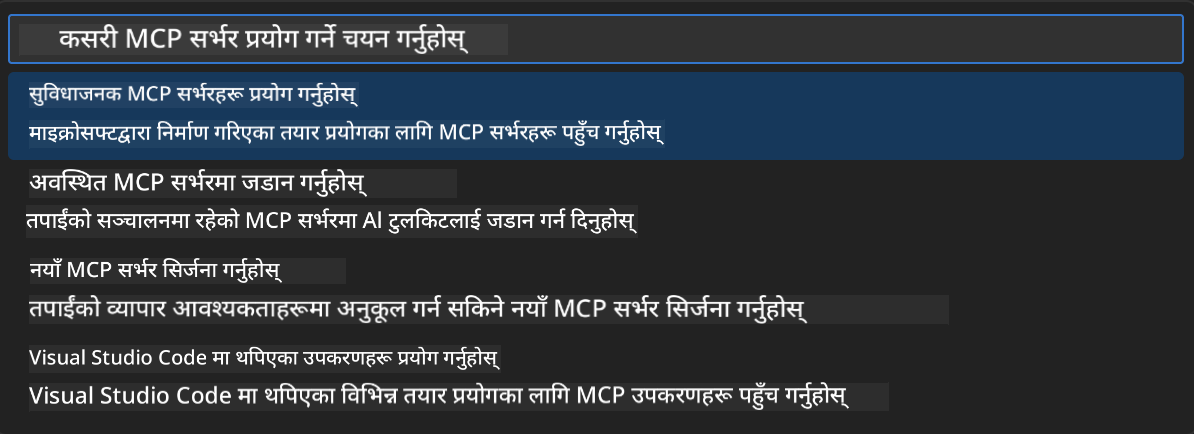 कसरी MCP सर्भर प्रयोग गर्ने चयन गर्नुहोस्
सुविधाजनक MCP सर्भरहरू प्रयोग गर्नुहोस्
माइक्रोसफ्टद्वारा निर्माण गरिएका तयार प्रयोगका लागि MCP सर्भरहरू पहुँच गर्नुहोस्
अवस्थित MCP सर्भरमा जडान गर्नुहोस्
तपाईंको सञ्चालनमा रहेको MCP सर्भरमा AI टुलकिटलाई जडान गर्न दिनुहोस्
नयाँ MCP सर्भर सिर्जना गर्नुहोस्
तपाईंको व्यापार आवश्यकताहरूमा अनुकूल गर्न सकिने नयाँ MCP सर्भर सिर्जना गर्नुहोस्
Visual Studio Code मा थपिएका उपकरणहरू प्रयोग गर्नुहोस्
Visual Studio Code मा थपिएका विभिन्न तयार प्रयोगका लागि MCP उपकरणहरू पहुँच गर्नुहोस्